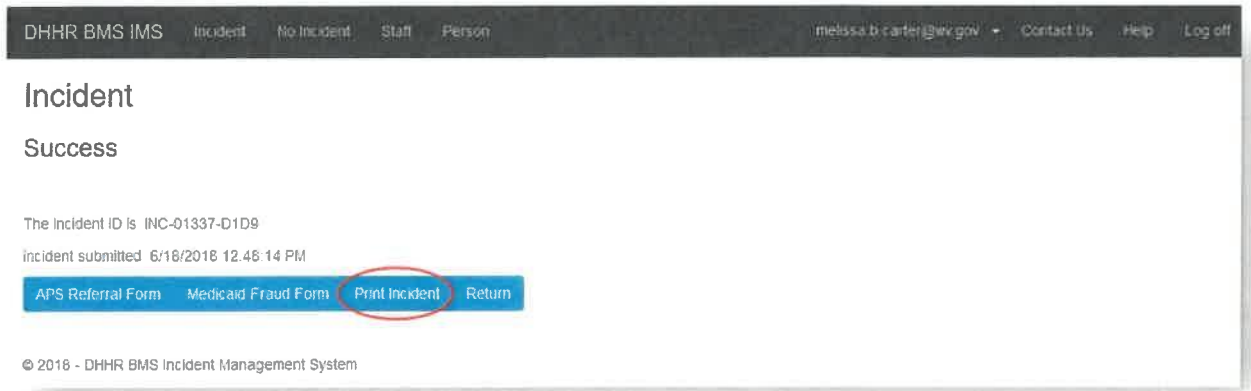 DHHR BMS IMS Incident No Incident Staff Person melissa.b.carter@wv.gov Contact Us Help Log off
Incident
Success
The Incident ID is INC-01337-D1D9
Incident submitted 6/18/2018 12:48:14 PM
APS Referral Form Medicaid Fraud Form Print Incident Return
© 2018 - DHHR BMS Incident Management System